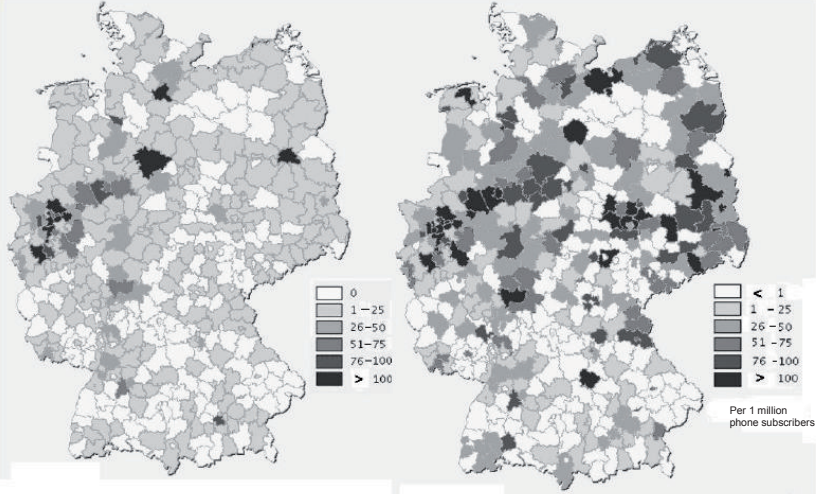 0
1 – 25
26 – 50
51 – 75
76 – 100
> 100
< 1
1 – 25
26 – 50
51 – 75
76 – 100
> 100
Per 1 million
phone subscribers